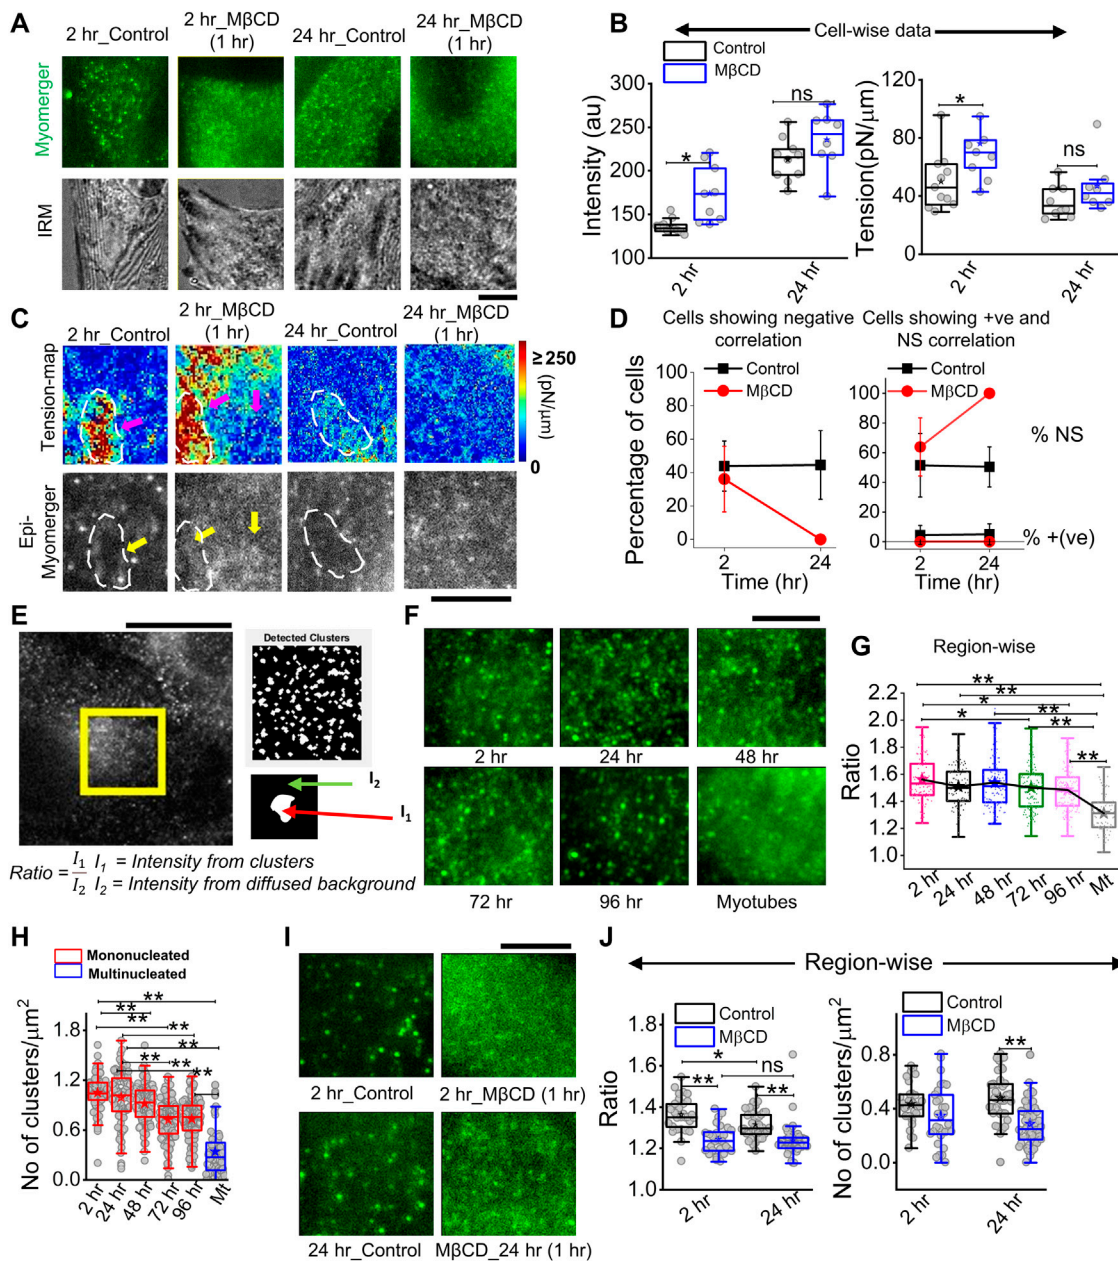 A
2 hr_Control
2 hr_MβCD
(1 hr)
24 hr_Control
24 hr_MβCD
(1 hr)
Myomerger
IRM
B
Cell-wise data
Control
MβCD
Intensity (au)
300
250
200
150
100
*
ns
2 hr
24 hr
Tension(pN/μm)
120
80
40
0
*
ns
2 hr
24 hr
C
2 hr_Control
2 hr_MβCD
(1 hr)
24 hr_Control
24 hr_MβCD
(1 hr)
Tension-map
≥250
(pN/μm)
0
Epi-
Myomerger
D
Cells showing negative
correlation
Control
MβCD
Percentage of cells
100
80
60
40
20
0
2
24
Time (hr)
Cells showing +ve and
NS correlation
Control
MβCD
100
80
60
40
20
0
% NS
% +(ve)
2
24
Time (hr)
E
Detected Clusters
I2
I1
Ratio = I1/I2
I1 = Intensity from clusters
I2 = Intensity from diffused background
F
2 hr
24 hr
48 hr
72 hr
96 hr
Myotubes
G
Region-wise
Ratio
2.2
2.0
1.8
1.6
1.4
1.2
1.0
**
**
*
**
*
**
**
2 hr
24 hr
48 hr
72 hr
96 hr
Mt
H
Mononucleated
Multinucleated
No of clusters/μm²
1.8
1.2
0.6
0.0
**
**
**
**
**
**
**
**
2 hr
24 hr
48 hr
72 hr
96 hr
Mt
I
2 hr_Control
2 hr_MβCD (1 hr)
24 hr_Control
MβCD_24 hr (1 hr)
J
Region-wise
Control
MβCD
Ratio
1.8
1.6
1.4
1.2
1.0
*
ns
**
**
2 hr
24 hr
Control
MβCD
No of clusters/μm²
0.8
0.4
0.0
**
2 hr
24 hr